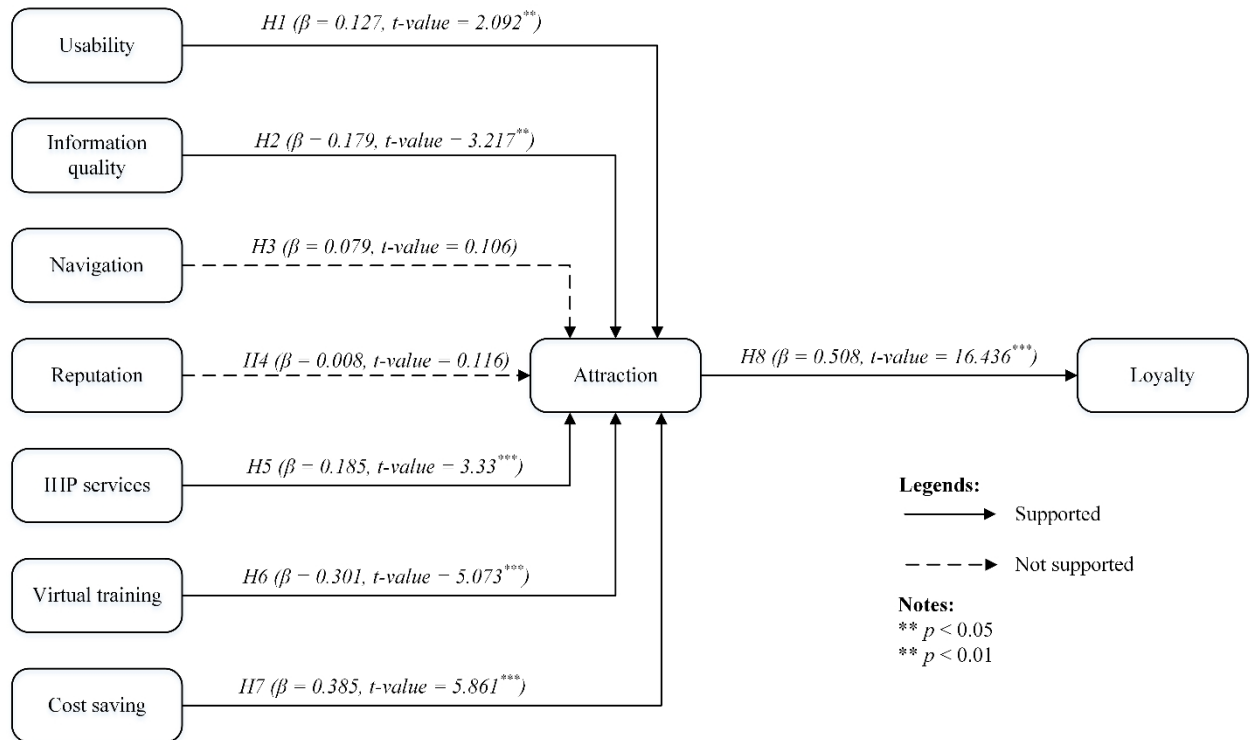 Usability
H1 (β = 0.127, t-value = 2.092**)
Information
quality
H2 (β = 0.179, t-value = 3.217**)
Navigation
H3 (β = 0.079, t-value = 0.106)
Reputation
H4 (β = 0.008, t-value = 0.116)
Attraction
H8 (β = 0.508, t-value = 16.436***)
Loyalty
IHIP services
H5 (β = 0.185, t-value = 3.33***)
Virtual training
H6 (β = 0.301, t-value = 5.073***)
Cost saving
H7 (β = 0.385, t-value = 5.861***)
Legends:
Supported
Not supported
Notes:
** p < 0.05
** p < 0.01